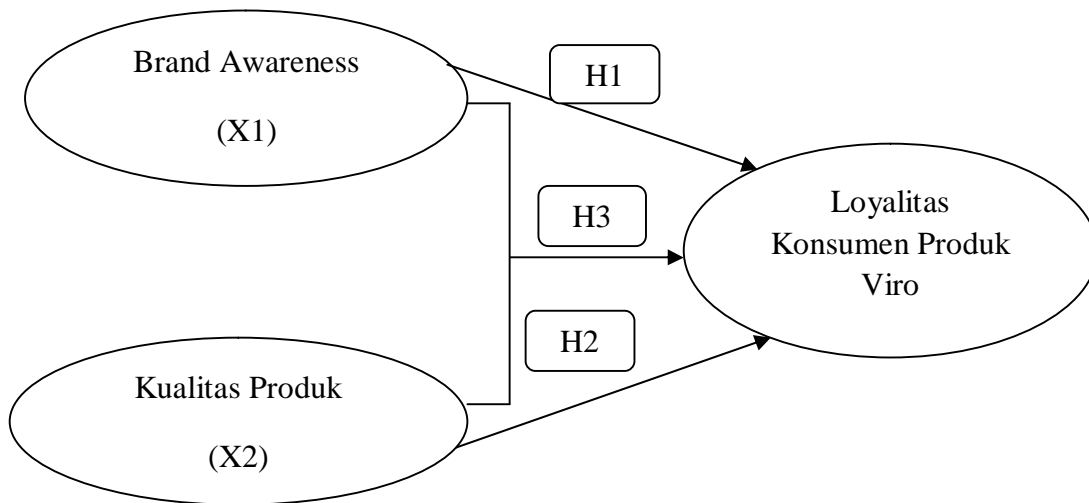 Brand Awareness
(X1)
H1
Loyalitas
Konsumen Produk
Viro
H3
H2
Kualitas Produk
(X2)